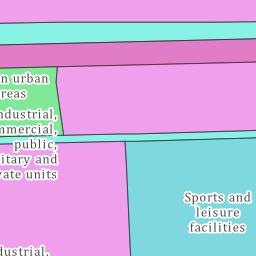 n urban
reas
ndustrial,
mmercial,
public,
itary and
vate units
Sports and
leisure
facilities
dustrial,